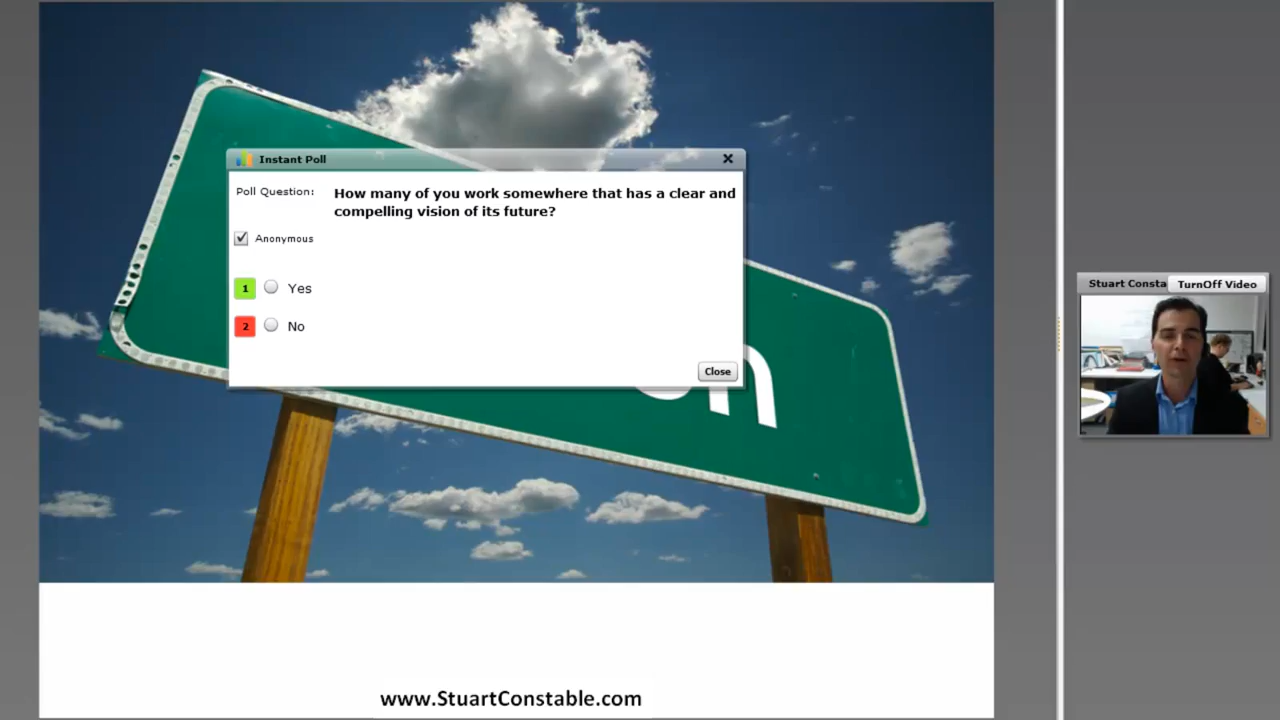 Instant Poll
Poll Question:
How many of you work somewhere that has a clear and
compelling vision of its future?
Anonymous
1 Yes
2 No
Close
Stuart Consta
TurnOff Video
www.StuartConstable.com